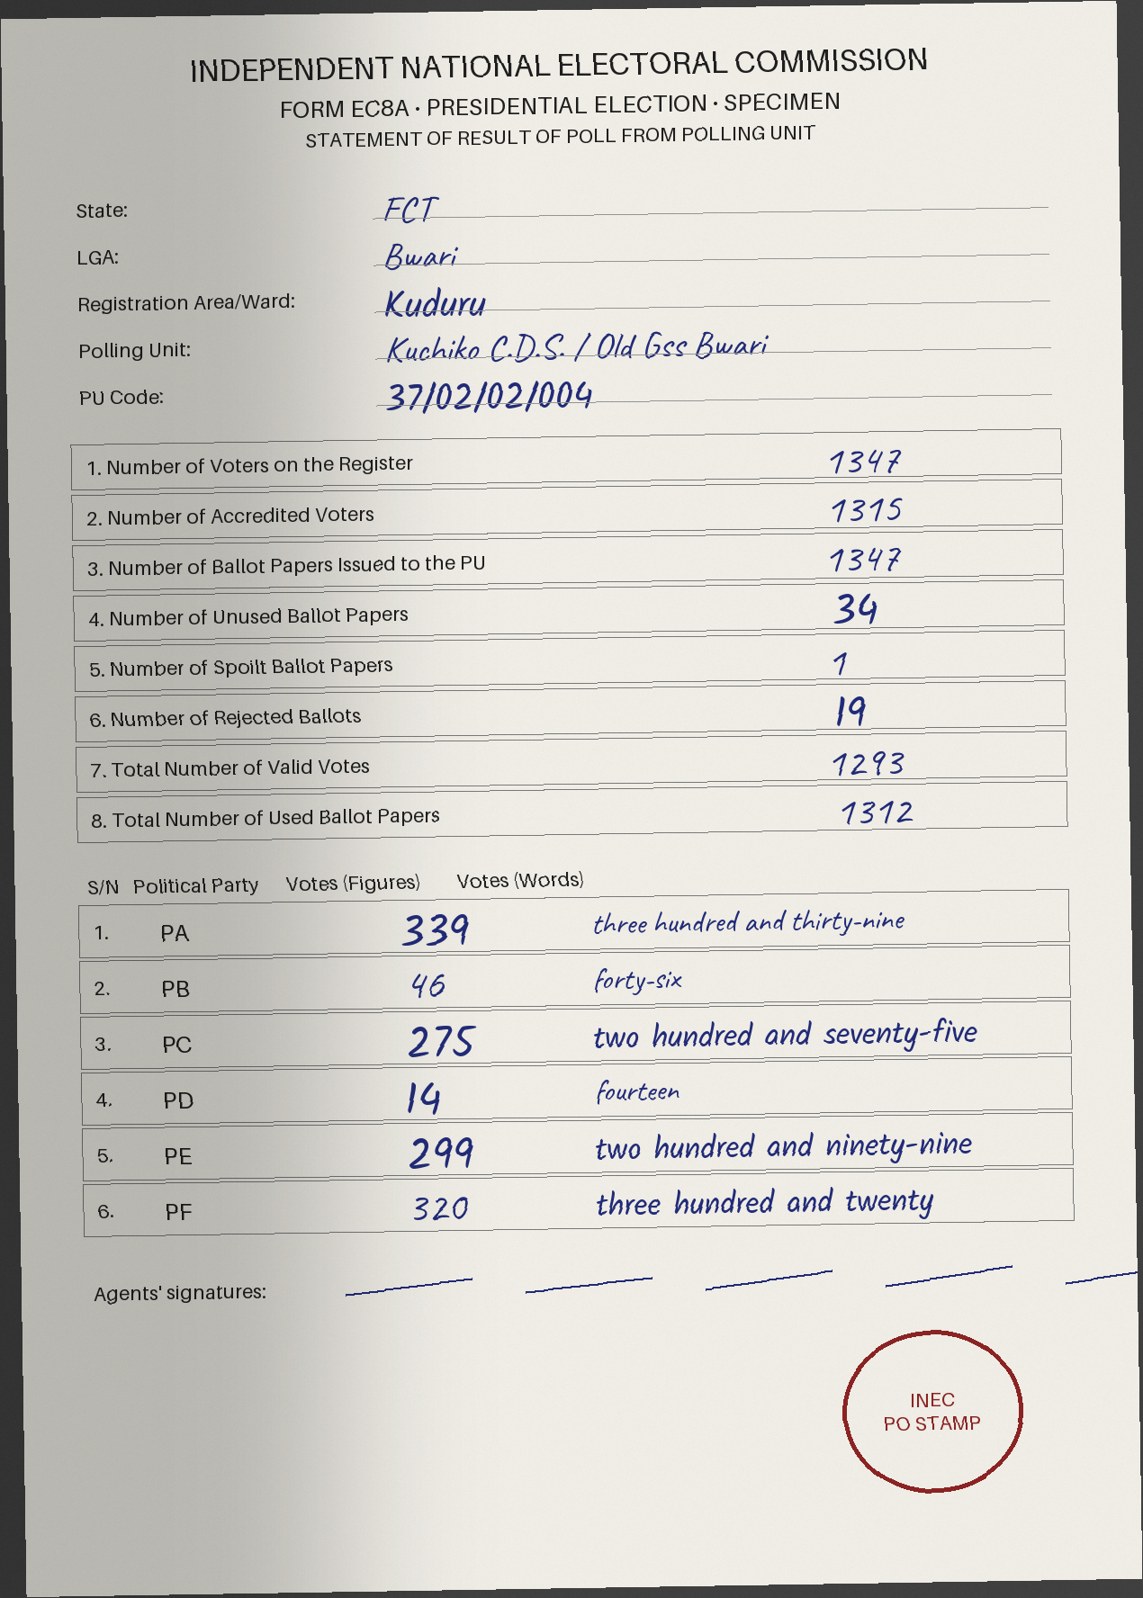 INDEPENDENT NATIONAL ELECTORAL COMMISSION
FORM EC8A · PRESIDENTIAL ELECTION · SPECIMEN
STATEMENT OF RESULT OF POLL FROM POLLING UNIT
State: FCT
LGA: Bwari
Registration Area/Ward: Kuduru
Polling Unit: Kuchiko C.D.S. / Old Gss Bwari
PU Code: 37/02/02/004
1. Number of Voters on the Register 1347
2. Number of Accredited Voters 1315
3. Number of Ballot Papers Issued to the PU 1347
4. Number of Unused Ballot Papers 34
5. Number of Spoilt Ballot Papers 1
6. Number of Rejected Ballots 19
7. Total Number of Valid Votes 1293
8. Total Number of Used Ballot Papers 1312
S/N Political Party Votes (Figures) Votes (Words)
1. PA 339 three hundred and thirty-nine
2. PB 46 forty-six
3. PC 275 two hundred and seventy-five
4. PD 14 fourteen
5. PE 299 two hundred and ninety-nine
6. PF 320 three hundred and twenty
Agents' signatures:
INEC
PO STAMP